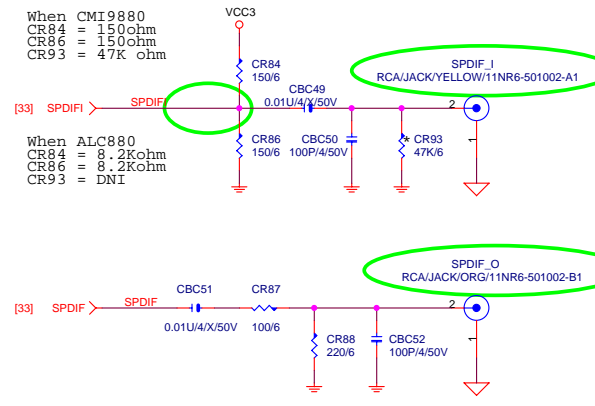 When CMI9880
CR84 = 150ohm
CR86 = 150ohm
CR93 = 47K ohm
VCC3
CR84
150/6
CBC49
0.01U/4/X/50V
SPDIF_I
RCA/JACK/YELLOW/11NR6-501002-A1
[33] SPDIFI SPDIFI
2
1
When ALC880
CR84 = 8.2Kohm
CR86 = 8.2Kohm
CR93 = DNI
CR86
150/6
CBC50
100P/4/50V
* CR93
47K/6
SPDIF_O
RCA/JACK/ORG/11NR6-501002-B1
[33] SPDIF SPDIF
CBC51
0.01U/4/X/50V
CR87
100/6
2
1
CR88
220/6
CBC52
100P/4/50V